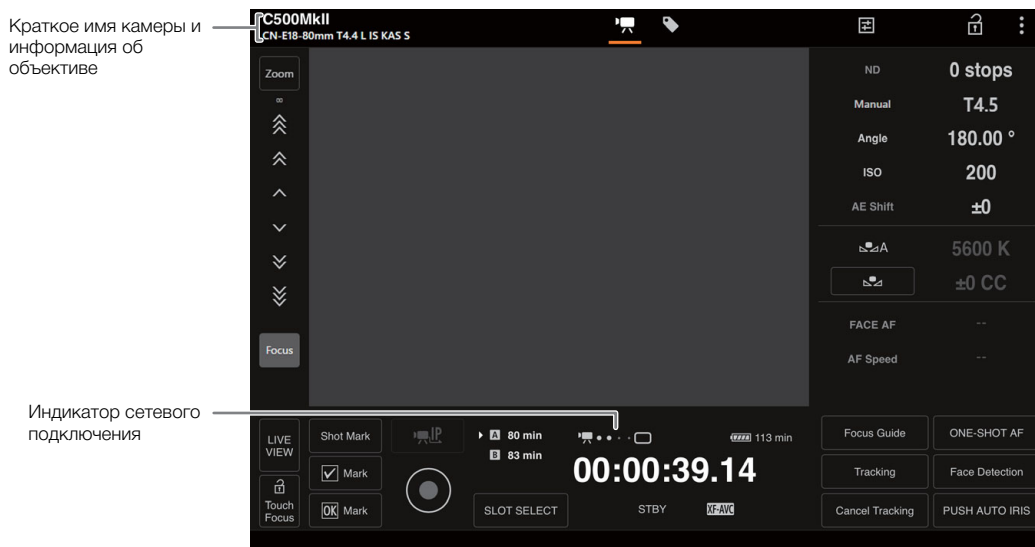 Краткое имя камеры и
информация об
объективе
C500MkII
CN-E18-80mm T4.4 L IS KAS S
Zoom
∞
Focus
ND 0 stops
Manual T4.5
Angle 180.00 °
ISO 200
AE Shift ±0
A 5600 K
±0 CC
FACE AF --
AF Speed --
Индикатор сетевого
подключения
LIVE
VIEW
Touch
Focus
Shot Mark
Mark
OK Mark
IP
A 80 min
B 83 min
SLOT SELECT
113 min
00:00:39.14
STBY XF-AVC
Focus Guide ONE-SHOT AF
Tracking Face Detection
Cancel Tracking PUSH AUTO IRIS